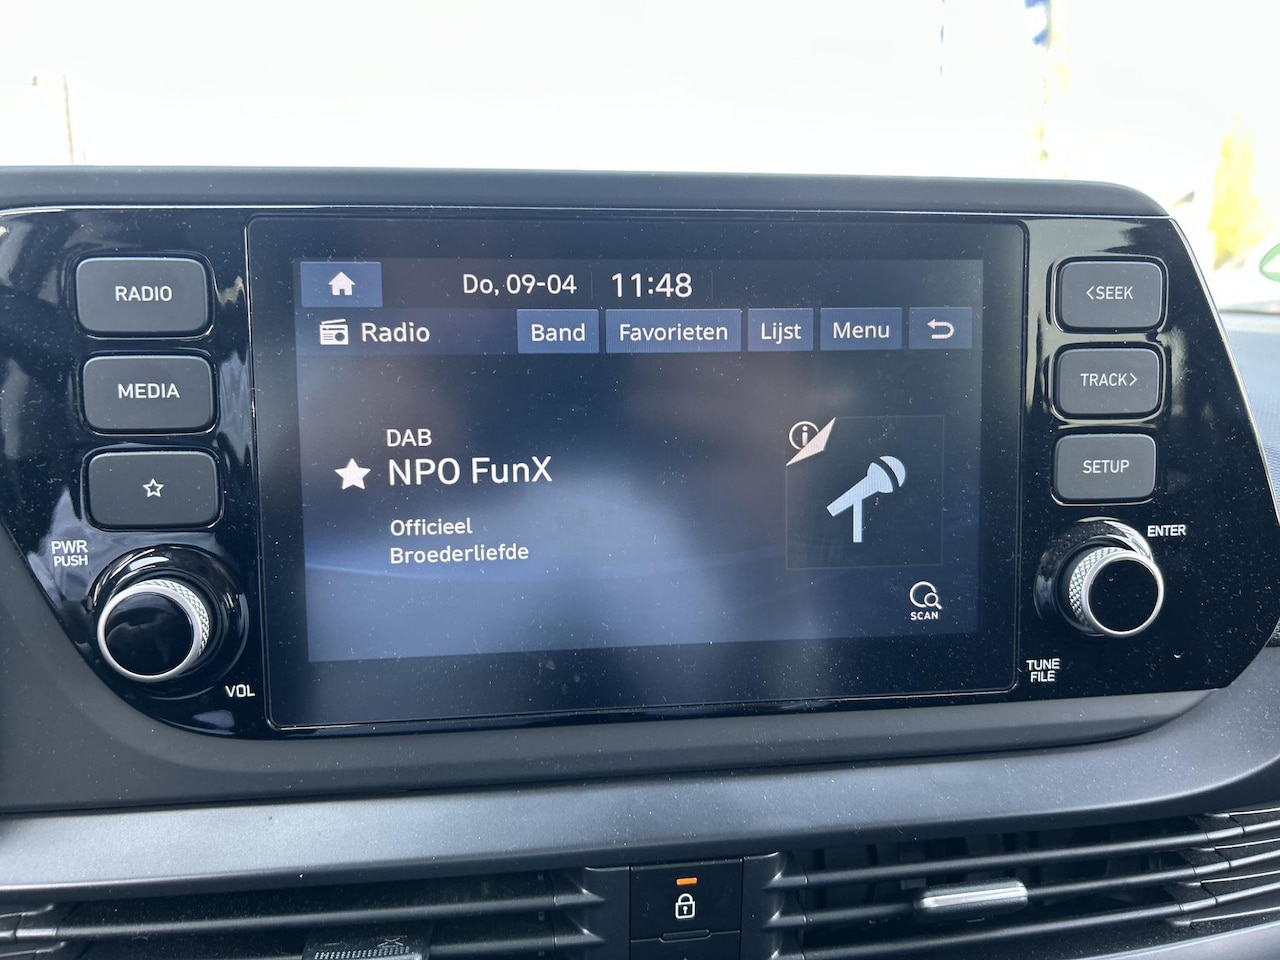 Do, 09-04 11:48
Radio Band Favorieten Lijst Menu
DAB
NPO FunX
Officieel
Broederliefde
SCAN
RADIO
MEDIA
PWR
PUSH
VOL
<SEEK
TRACK>
SETUP
ENTER
TUNE
FILE